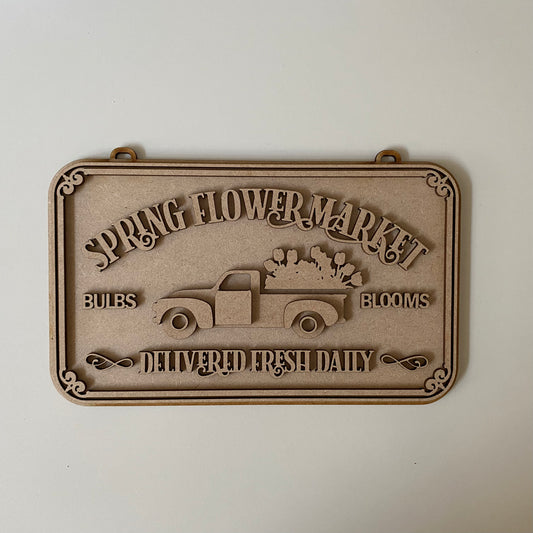 SPRING FLOWER MARKET
BULBS
BLOOMS
DELIVERED FRESH DAILY